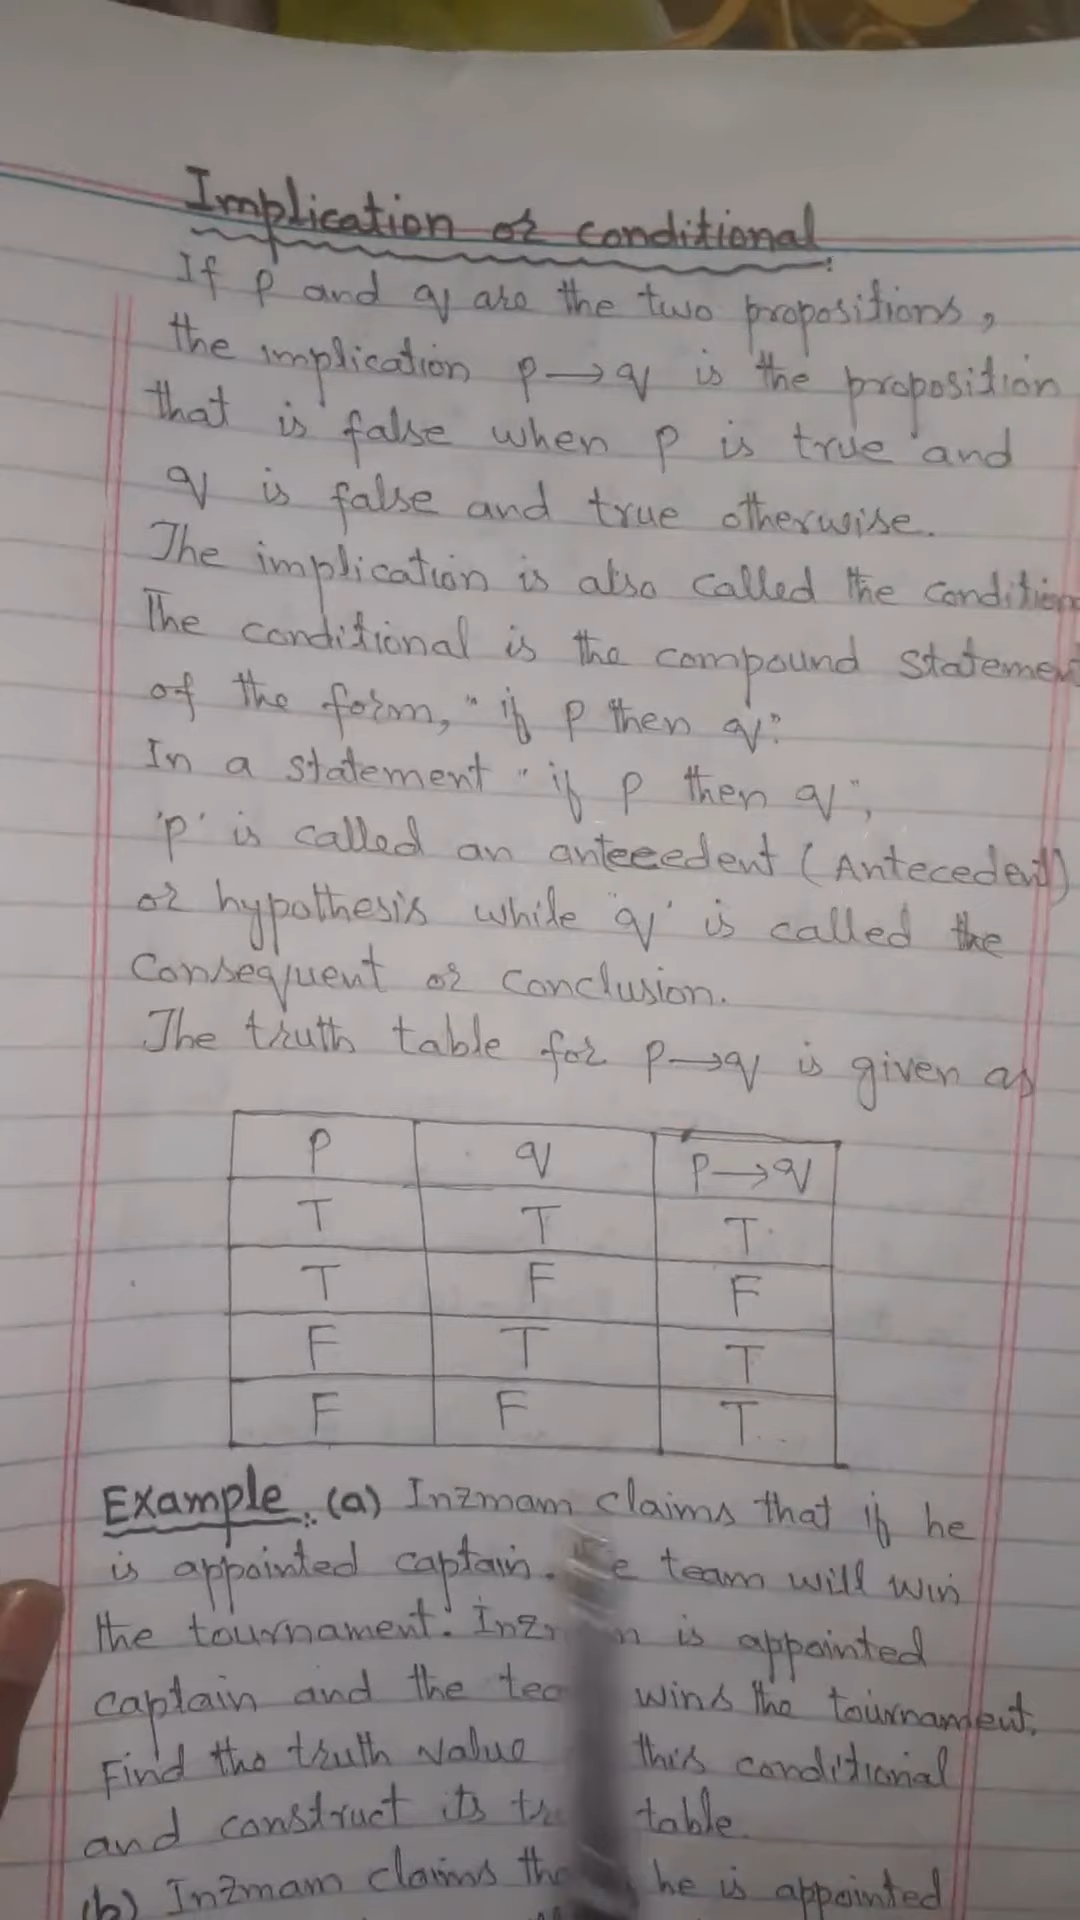 Implication or conditional
If p and q are the two propositions,
the implication p → q is the proposition
that is false when p is true and
q is false and true otherwise.
The implication is also called the condition
The conditional is the compound Statemen
of the form, "if p then q".
In a statement "if p then q",
'p' is called an anteeedent (Antecedent)
or hypothesis while 'q' is called the
Consequent or conclusion.
The truth table for p→q is given as
p q p→q
T T T
T F F
F T T
F F T
Example: (a) Inzmam claims that if he
is appointed captain. e team will win
the tournament. Inz n is appointed
captain and the tea wins the tournament.
Find the truth value this conditional
and construct its tr table.
(b) Inzmam claims tha he is appointed